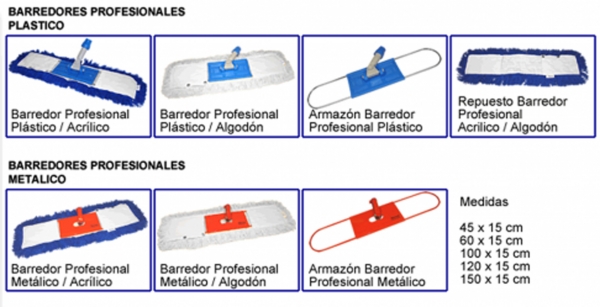 BARREDORES PROFESIONALES
PLASTICO
Barredor Profesional
Plástico / Acrílico
Barredor Profesional
Plástico / Algodón
Armazón Barredor
Profesional Plástico
Repuesto Barredor
Profesional
Acrilico / Algodón
BARREDORES PROFESIONALES
METALICO
Barredor Profesional
Metálico / Acrílico
Barredor Profesional
Metálico / Algodón
Armazón Barredor
Profesional Metálico
Medidas
45 x 15 cm
60 x 15 cm
100 x 15 cm
120 x 15 cm
150 x 15 cm